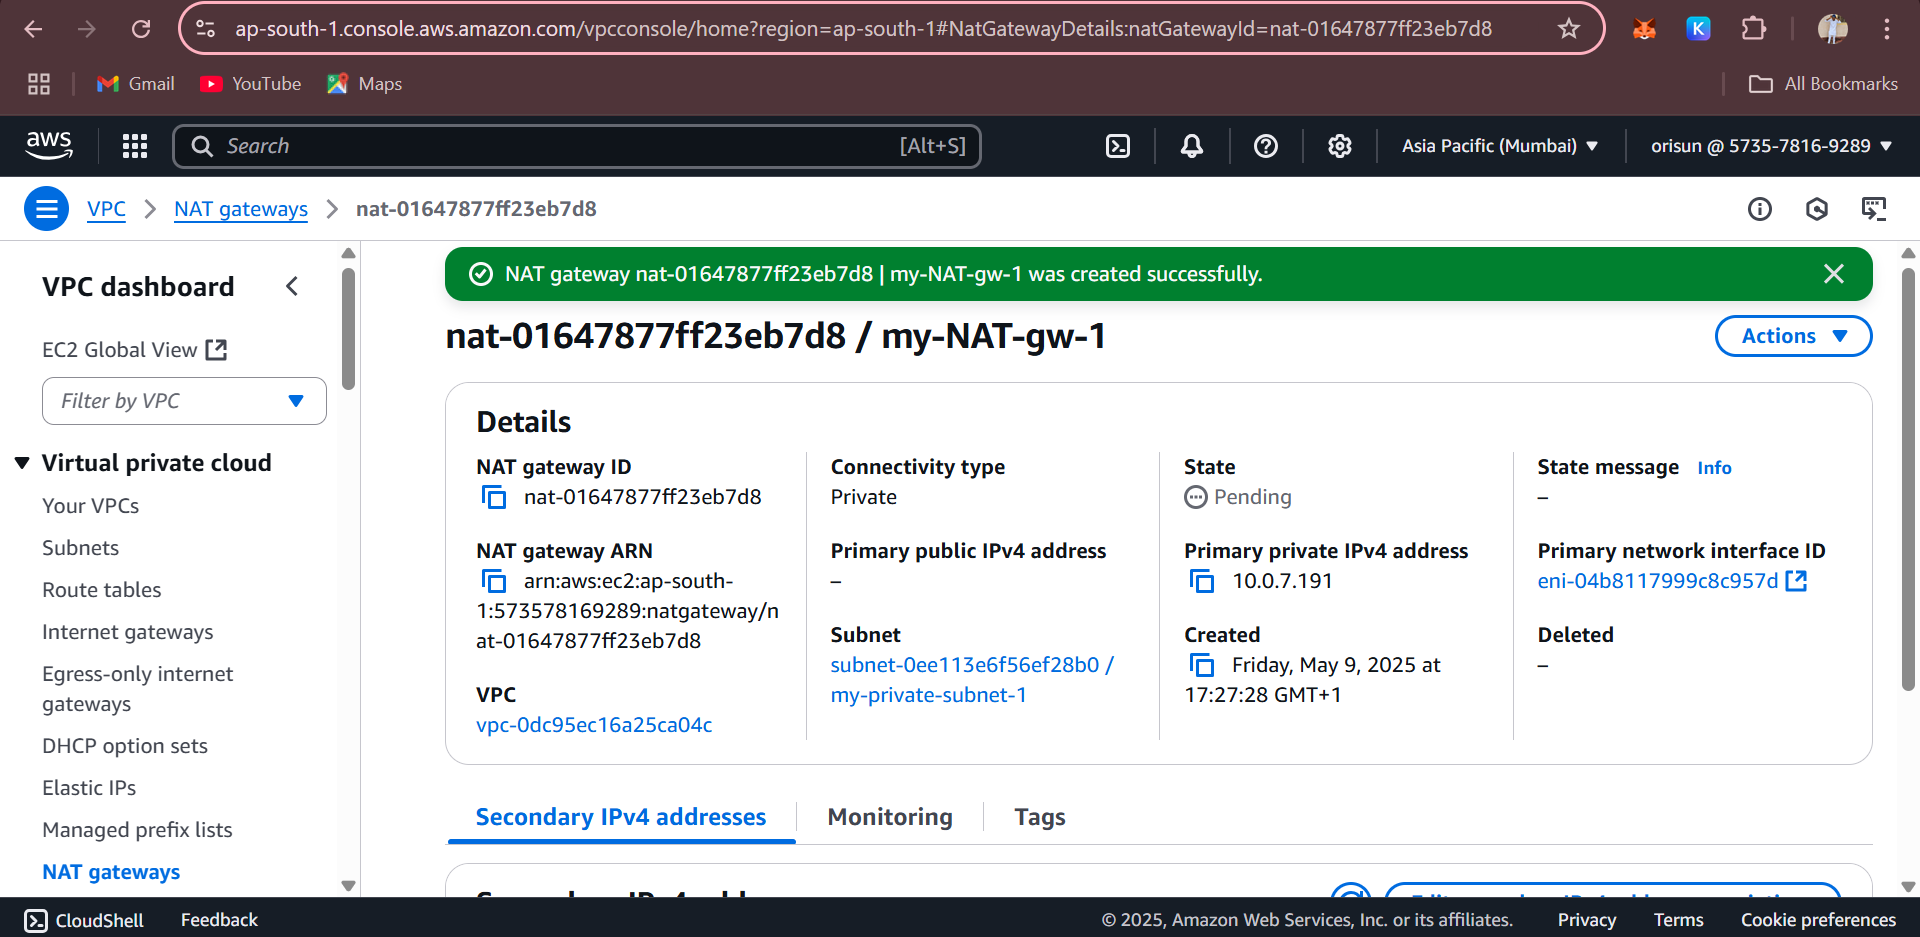 ap-south-1.console.aws.amazon.com/vpcconsole/home?region=ap-south-1#NatGatewayDetails:natGatewayId=nat-01647877ff23eb7d8
K
Gmail
YouTube
Maps
All Bookmarks
aws
Search
[Alt+S]
Asia Pacific (Mumbai)
orisun @ 5735-7816-9289
VPC
NAT gateways
nat-01647877ff23eb7d8
VPC dashboard
EC2 Global View
Filter by VPC
Virtual private cloud
Your VPCs
Subnets
Route tables
Internet gateways
Egress-only internet
gateways
DHCP option sets
Elastic IPs
Managed prefix lists
NAT gateways
NAT gateway nat-01647877ff23eb7d8 | my-NAT-gw-1 was created successfully.
nat-01647877ff23eb7d8 / my-NAT-gw-1
Actions
Details
NAT gateway ID
nat-01647877ff23eb7d8
NAT gateway ARN
arn:aws:ec2:ap-south-
1:573578169289:natgateway/n
at-01647877ff23eb7d8
VPC
vpc-0dc95ec16a25ca04c
Connectivity type
Private
Primary public IPv4 address
–
Subnet
subnet-0ee113e6f56ef28b0 /
my-private-subnet-1
State
Pending
Primary private IPv4 address
10.0.7.191
Created
Friday, May 9, 2025 at
17:27:28 GMT+1
State message Info
–
Primary network interface ID
eni-04b8117999c8c957d
Deleted
–
Secondary IPv4 addresses
Monitoring
Tags
CloudShell
Feedback
© 2025, Amazon Web Services, Inc. or its affiliates.
Privacy
Terms
Cookie preferences